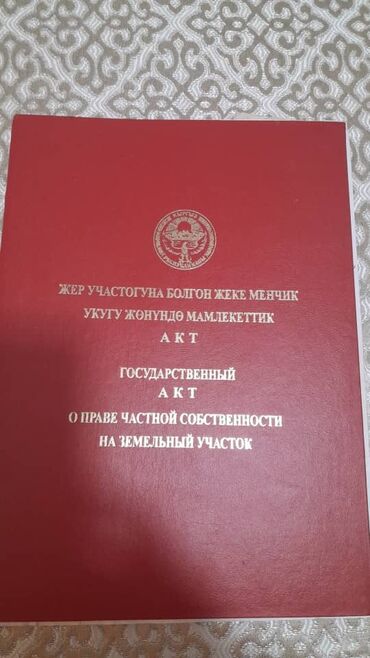 ЖЕР УЧАСТОГУНА БОЛГОН ЖЕКЕ МЕНЧИК
УКУГУ ЖӨНҮНДӨ МАМЛЕКЕТТИК
АКТ
ГОСУДАРСТВЕННЫЙ
АКТ
О ПРАВЕ ЧАСТНОЙ СОБСТВЕННОСТИ
НА ЗЕМЕЛЬНЫЙ УЧАСТОК